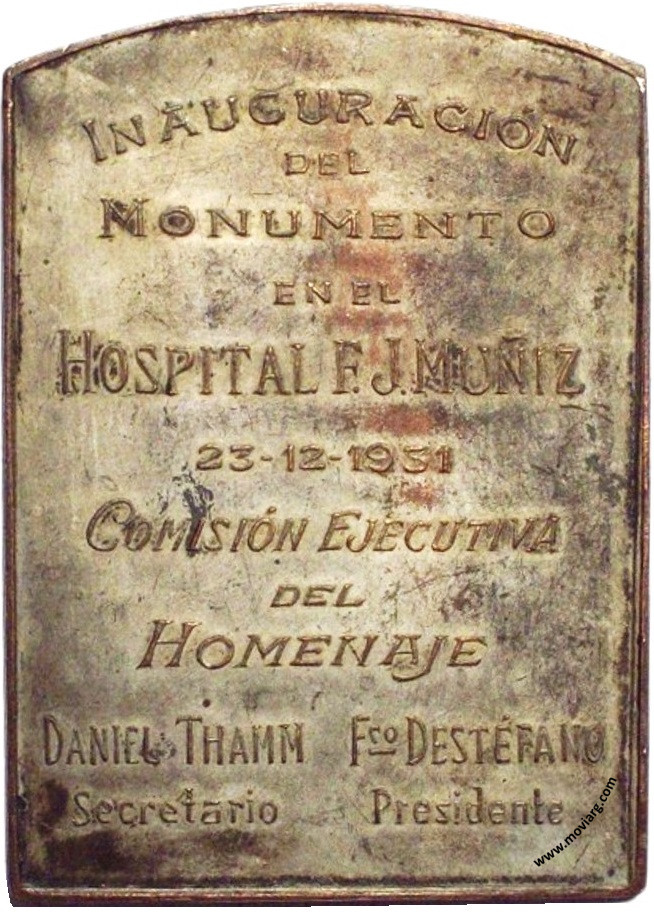 INAUGURACIÓN
DEL
MONUMENTO
EN EL
HOSPITAL F. J. MUÑIZ
23-12-1931
COMISIÓN EJECUTIVA
DEL
HOMENAJE
DANIEL THAMM Fco DESTÉFANO
Secretario Presidente
www.moviarg.com